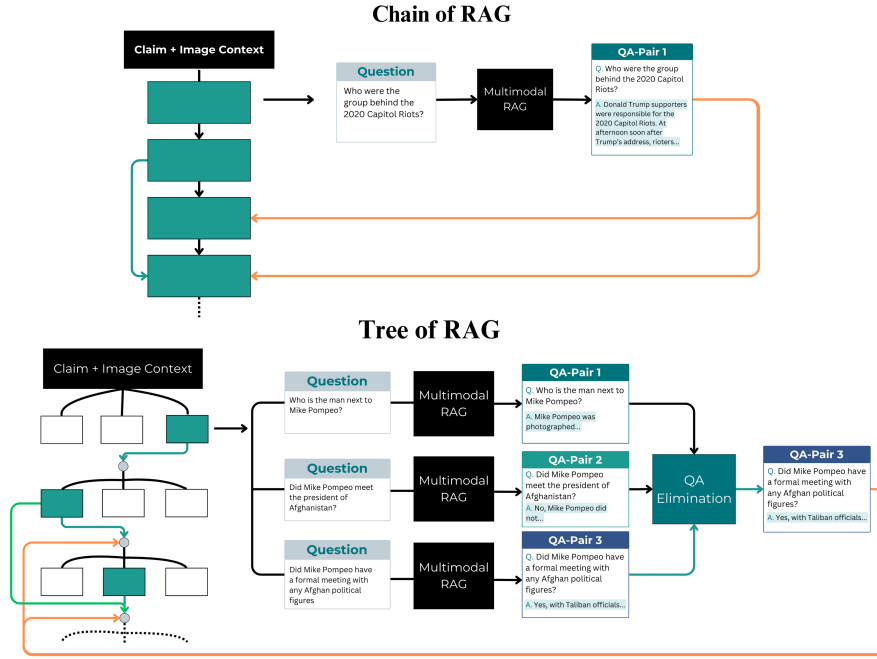 Chain of RAG
Claim + Image Context
Question
Who were the
group behind the
2020 Capitol Riots?
Multimodal
RAG
QA-Pair 1
Q. Who were the group
behind the 2020 Capitol
Riots?
A. Donald Trump supporters
were responsible for the
2020 Capitol Riots. At
afternoon soon after
Trump's address, rioters...
Tree of RAG
Claim + Image Context
Question
Who is the man next to
Mike Pompeo?
Multimodal
RAG
QA-Pair 1
Q. Who is the man next to
Mike Pompeo?
A. Mike Pompeo was
photographed...
Question
Did Mike Pompeo meet
the president of
Afghanistan?
Multimodal
RAG
QA-Pair 2
Q. Did Mike Pompeo
meet the president of
Afghanistan?
A. No, Mike Pompeo did
not...
Question
Did Mike Pompeo have
a formal meeting with
any Afghan political
figures
Multimodal
RAG
QA-Pair 3
Q. Did Mike Pompeo have
a formal meeting with
any Afghan political
figures?
A. Yes, with Taliban officials...
QA
Elimination
QA-Pair 3
Q. Did Mike Pompeo have
a formal meeting with
any Afghan political
figures?
A. Yes, with Taliban officials...